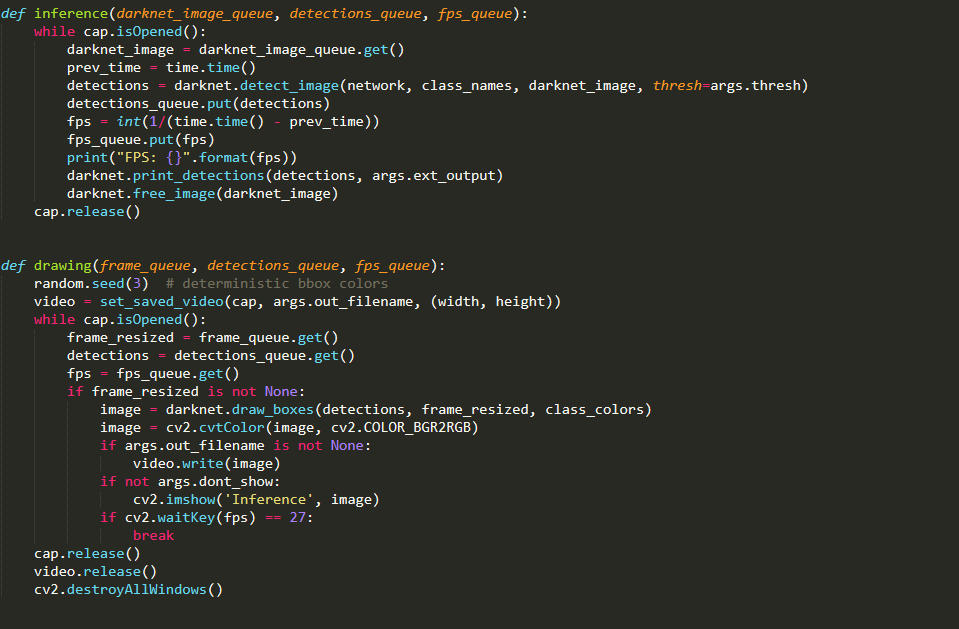 def inference(darknet_image_queue, detections_queue, fps_queue):
    while cap.isOpened():
        darknet_image = darknet_image_queue.get()
        prev_time = time.time()
        detections = darknet.detect_image(network, class_names, darknet_image, thresh=args.thresh)
        detections_queue.put(detections)
        fps = int(1/(time.time() - prev_time))
        fps_queue.put(fps)
        print("FPS: {}".format(fps))
        darknet.print_detections(detections, args.ext_output)
        darknet.free_image(darknet_image)
    cap.release()

def drawing(frame_queue, detections_queue, fps_queue):
    random.seed(3)  # deterministic bbox colors
    video = set_saved_video(cap, args.out_filename, (width, height))
    while cap.isOpened():
        frame_resized = frame_queue.get()
        detections = detections_queue.get()
        fps = fps_queue.get()
        if frame_resized is not None:
            image = darknet.draw_boxes(detections, frame_resized, class_colors)
            image = cv2.cvtColor(image, cv2.COLOR_BGR2RGB)
            if args.out_filename is not None:
                video.write(image)
            if not args.dont_show:
                cv2.imshow('Inference', image)
            if cv2.waitKey(fps) == 27:
                break
    cap.release()
    video.release()
    cv2.destroyAllWindows()